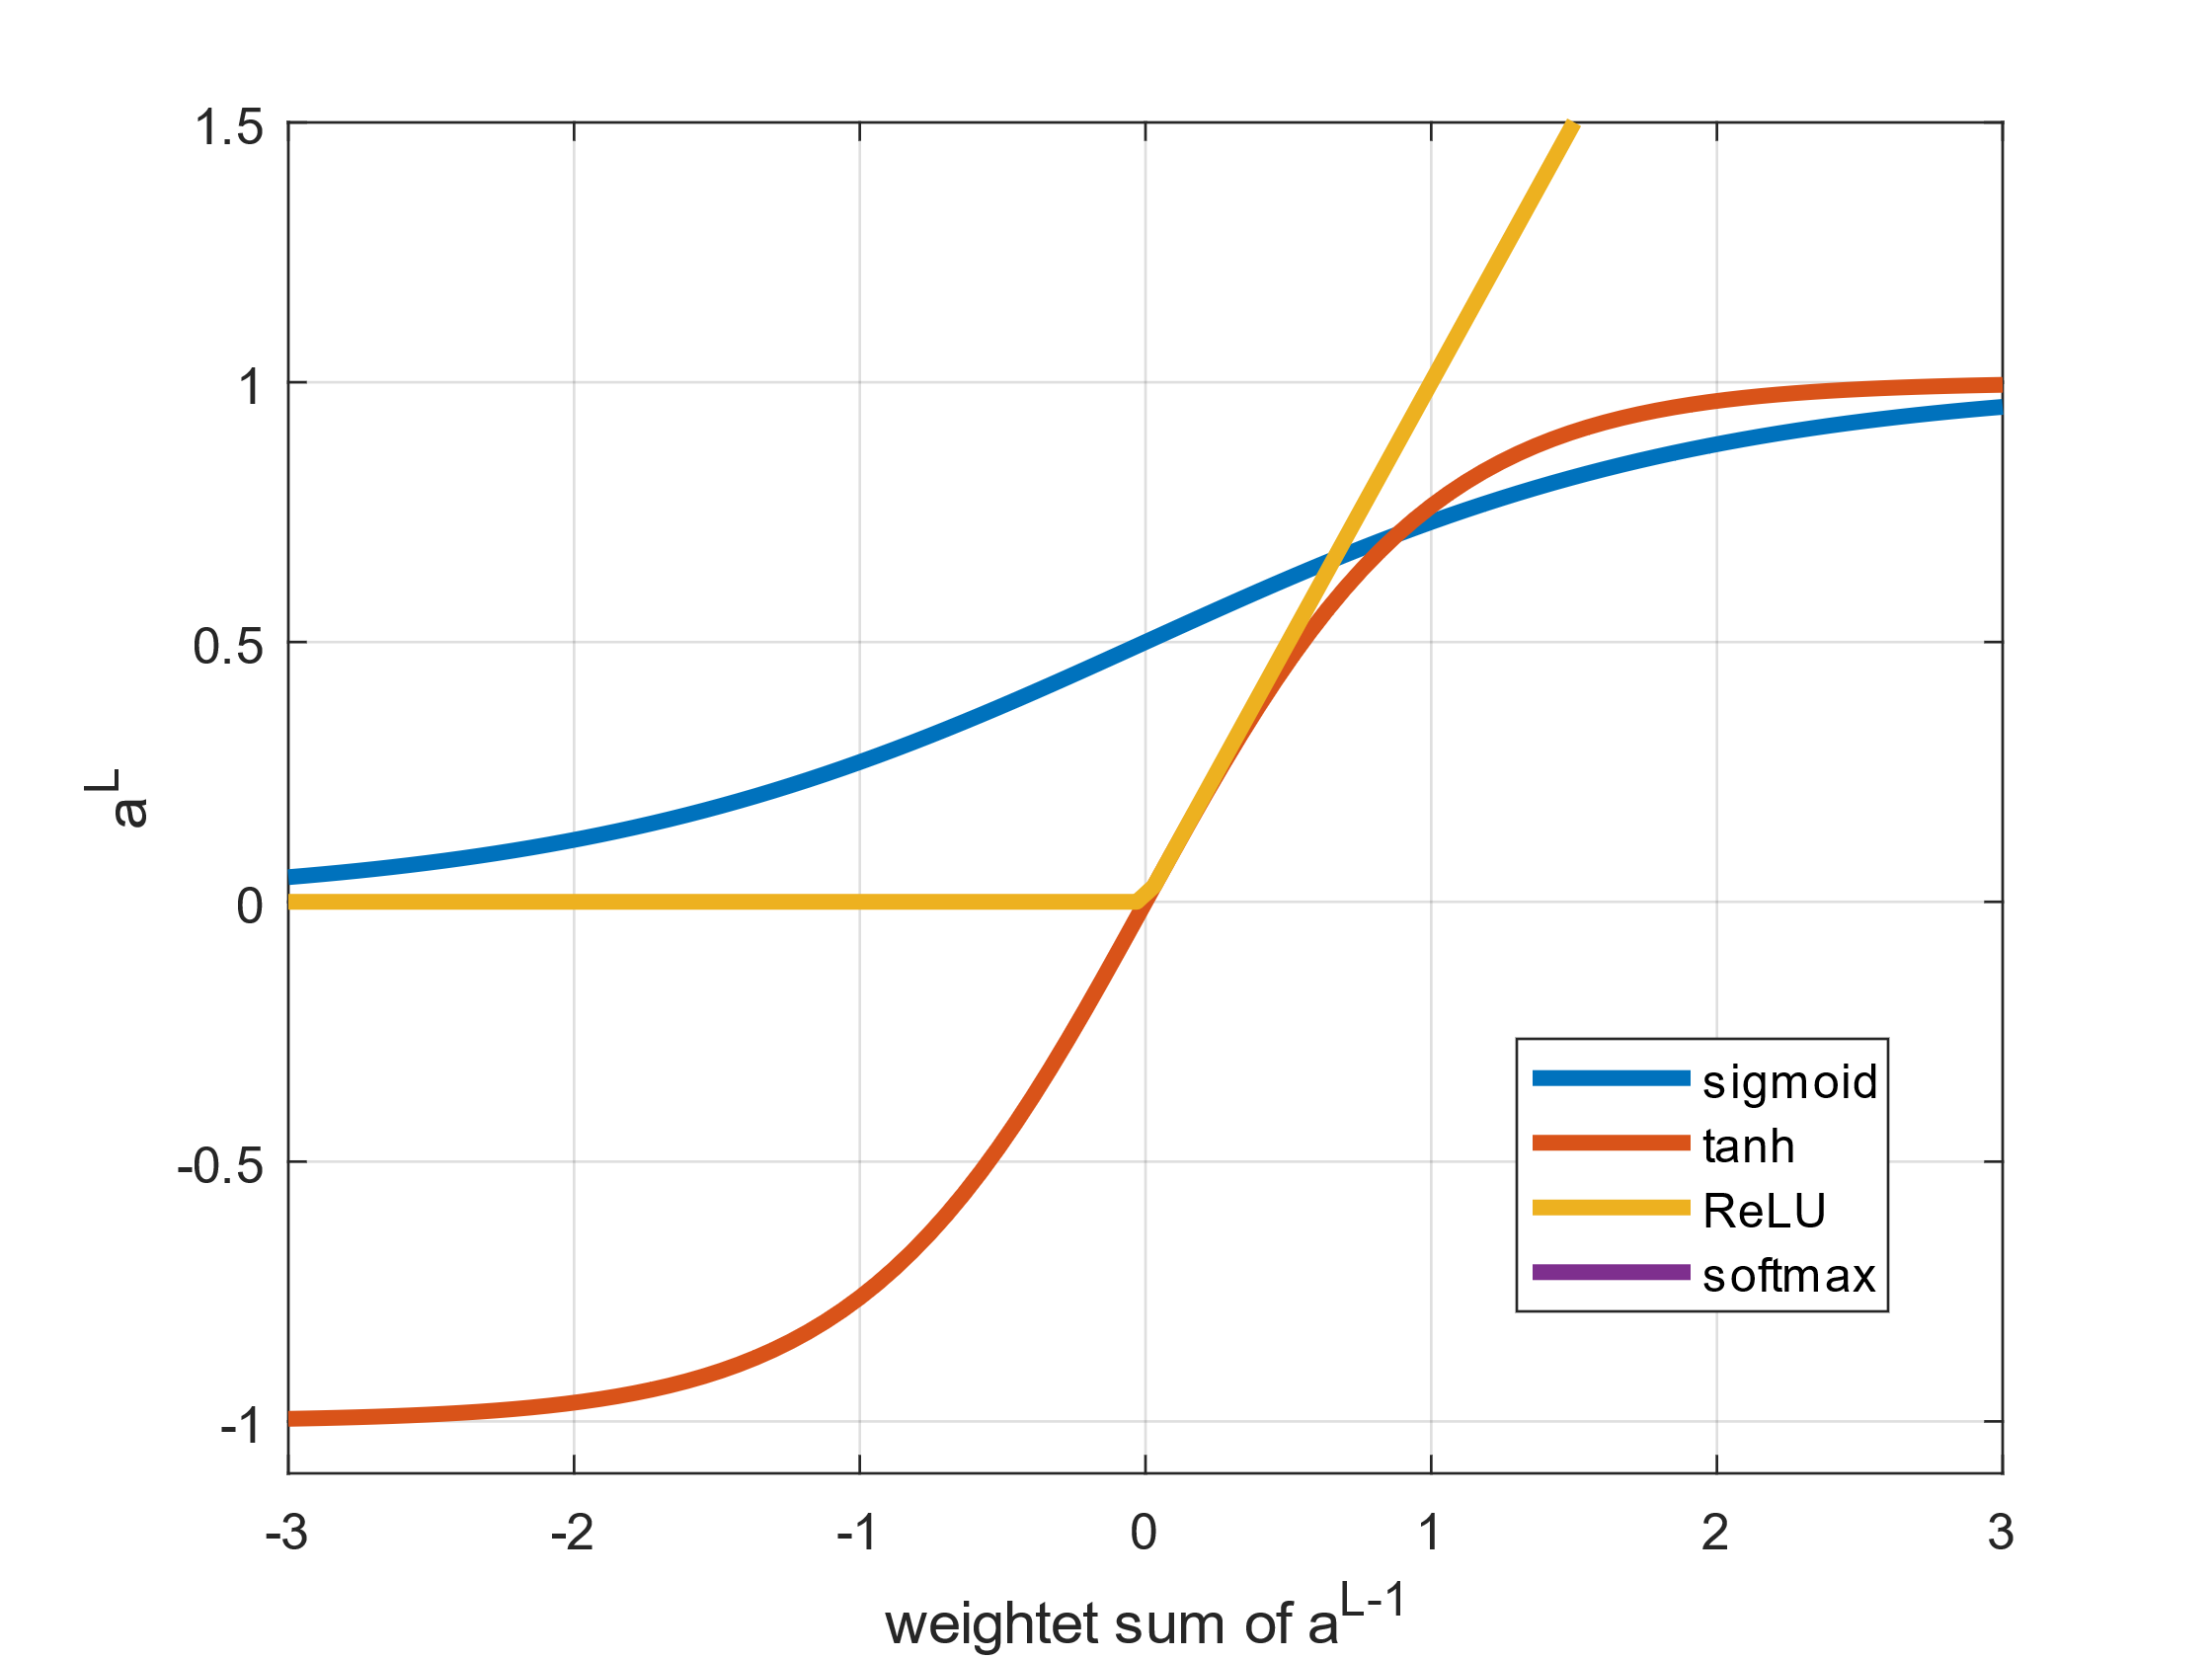 1.5
1
0.5
0
-0.5
-1
a^L
sigmoid
tanh
ReLU
softmax
-3 -2 -1 0 1 2 3
weightet sum of a^L-1